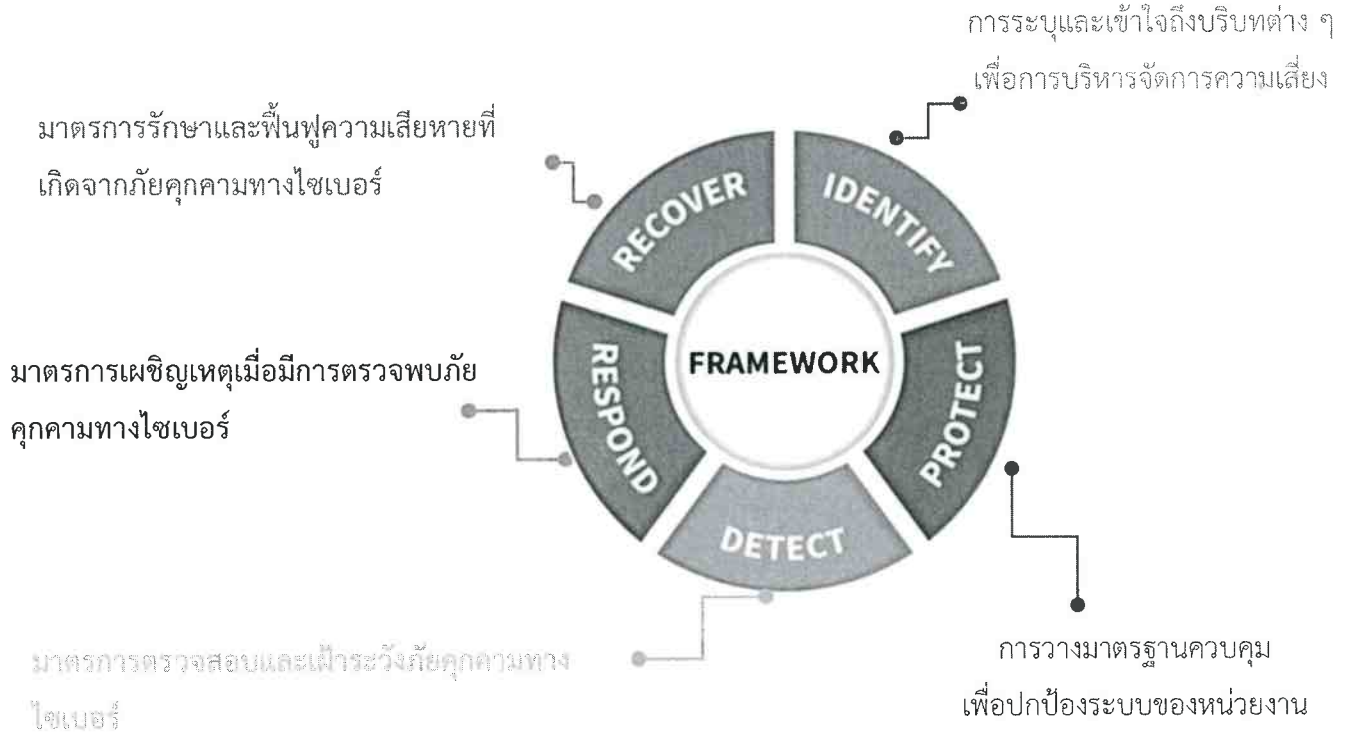 การระบุและเข้าใจถึงบริบทต่าง ๆ
เพื่อการบริหารจัดการความเสี่ยง
มาตรการรักษาและฟื้นฟูความเสียหายที่
เกิดจากภัยคุกคามทางไซเบอร์
RECOVER
IDENTIFY
มาตรการเผชิญเหตุเมื่อมีการตรวจพบภัย
คุกคามทางไซเบอร์
RESPOND
FRAMEWORK
PROTECT
DETECT
มาตรการตรวจสอบและเฝ้าระวังภัยคุกคามทาง
ไซเบอร์
การวางมาตรฐานควบคุม
เพื่อปกป้องระบบของหน่วยงาน